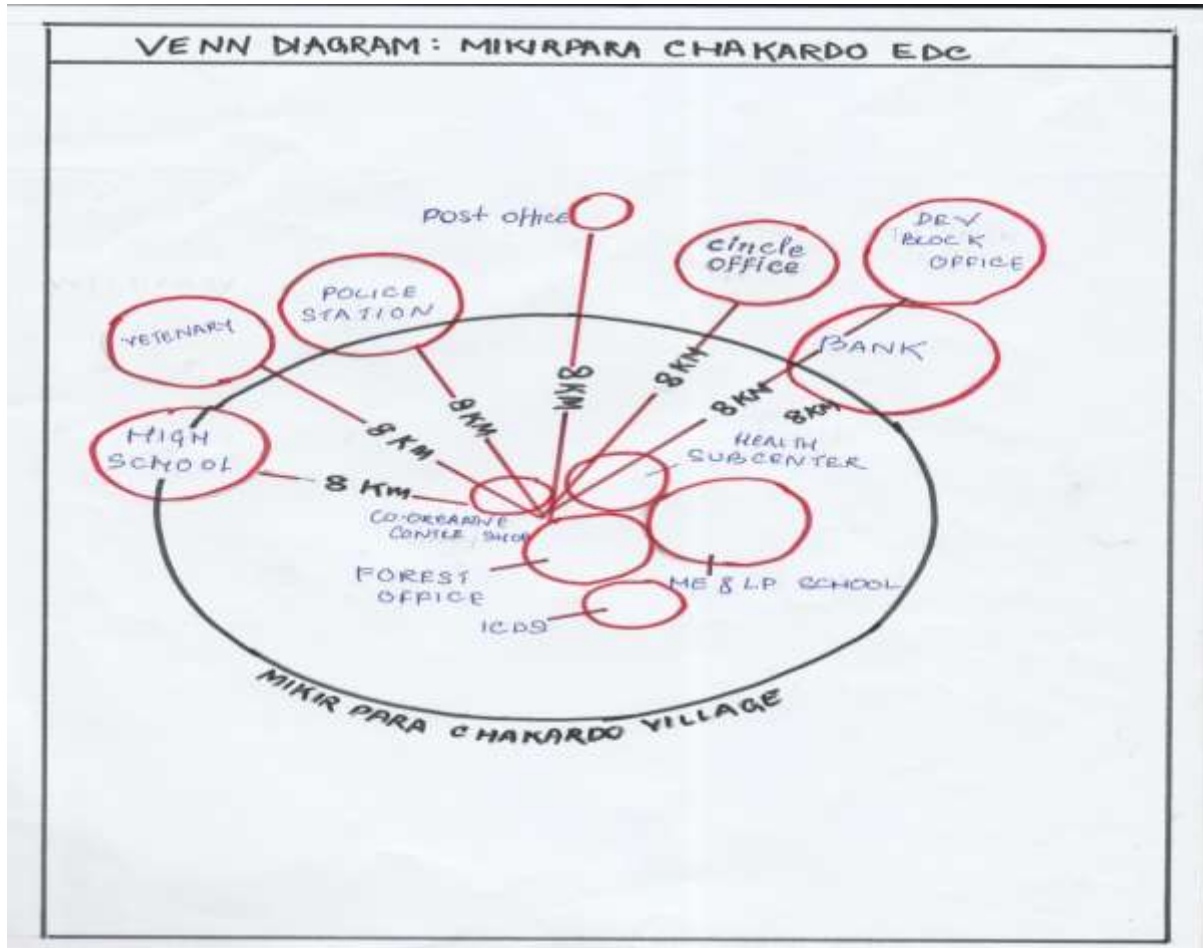 VENN DIAGRAM: MIKIRPARA CHAKARDO EDC
Post office
Circle
OFFICE
DEV
BLOCK
OFFICE
POLICE
STATION
VETENARY
BANK
HIGH
SCHOOL
8 KM
8 KM
8 KM
8 KM
8 KM
8 KM
8 KM
HEALTH
SUBCENTER
SHOP
FOREST
OFFICE
ME & LP SCHOOL
ICDS
MIKIR PARA CHAKARDO VILLAGE